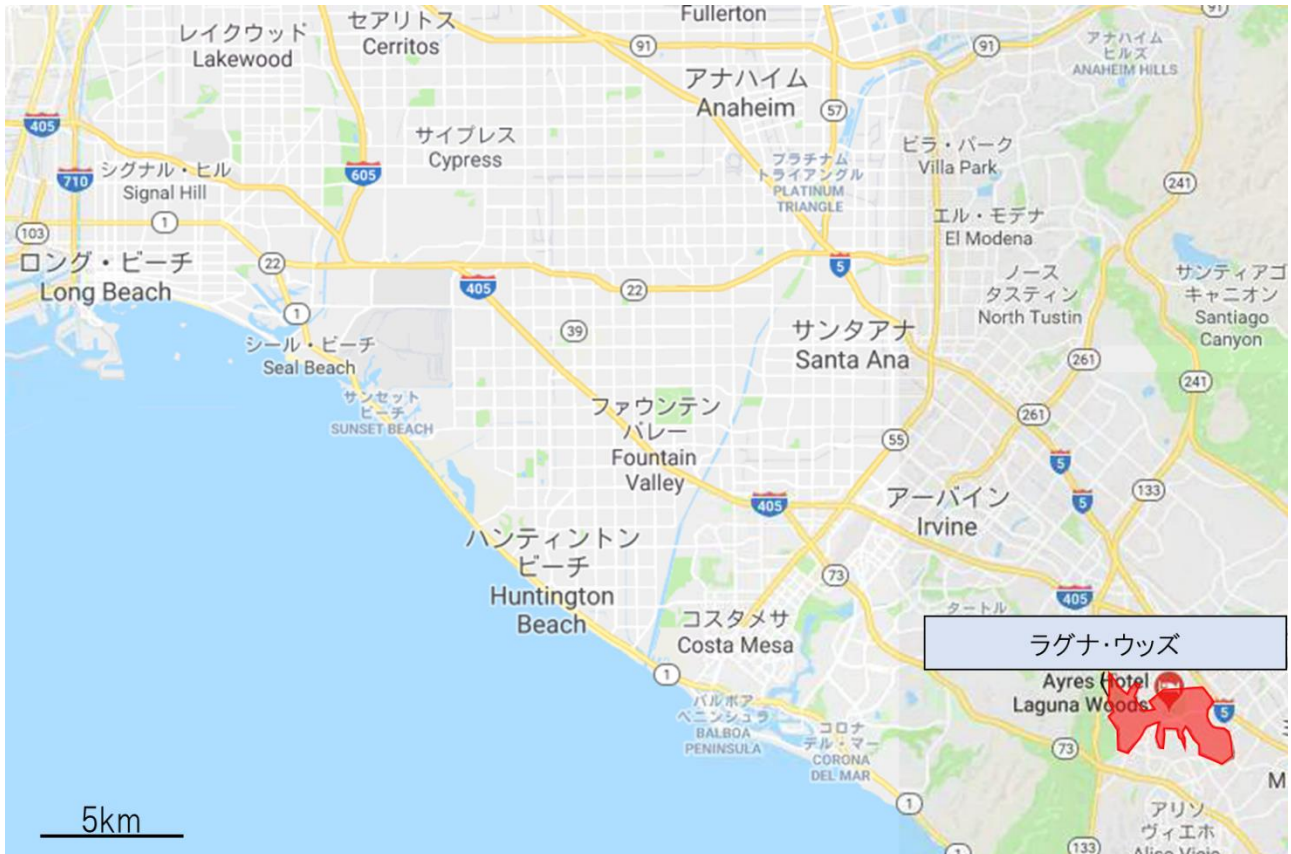 Fullerton
91
レイクウッド
Lakewood
セアリトス
Cerritos
91
91
アナハイム
ヒルズ
ANAHEIM HILLS
アナハイム
Anaheim
57
405
サイプレス
Cypress
ビラ・パーク
Villa Park
シグナル・ヒル
Signal Hill
710
605
プラチナム
トライアングル
PLATINUM
TRIANGLE
241
1
103
エル・モデナ
El Modena
ロング・ビーチ
Long Beach
22
405
22
5
ノース
タスティン
North Tustin
サンティアゴ
キャニオン
Santiago
Canyon
1
39
サンタアナ
Santa Ana
シール・ビーチ
Seal Beach
261
241
サンセット
ビーチ
SUNSET BEACH
ファウンテン
バレー
Fountain
Valley
261
55
5
133
5
405
アーバイン
Irvine
ハンティントン
ビーチ
Huntington
Beach
73
405
タートル
コスタメサ
Costa Mesa
ラグナ・ウッズ
1
Ayres Hotel
Laguna Woods
5
バルボア
ペニンシュラ
BALBOA
PENINSULA
コロナ
デル・マー
CORONA
DEL MAR
73
M
1
アリソ
ヴィエホ
Aliso Viejo
5km
133
1